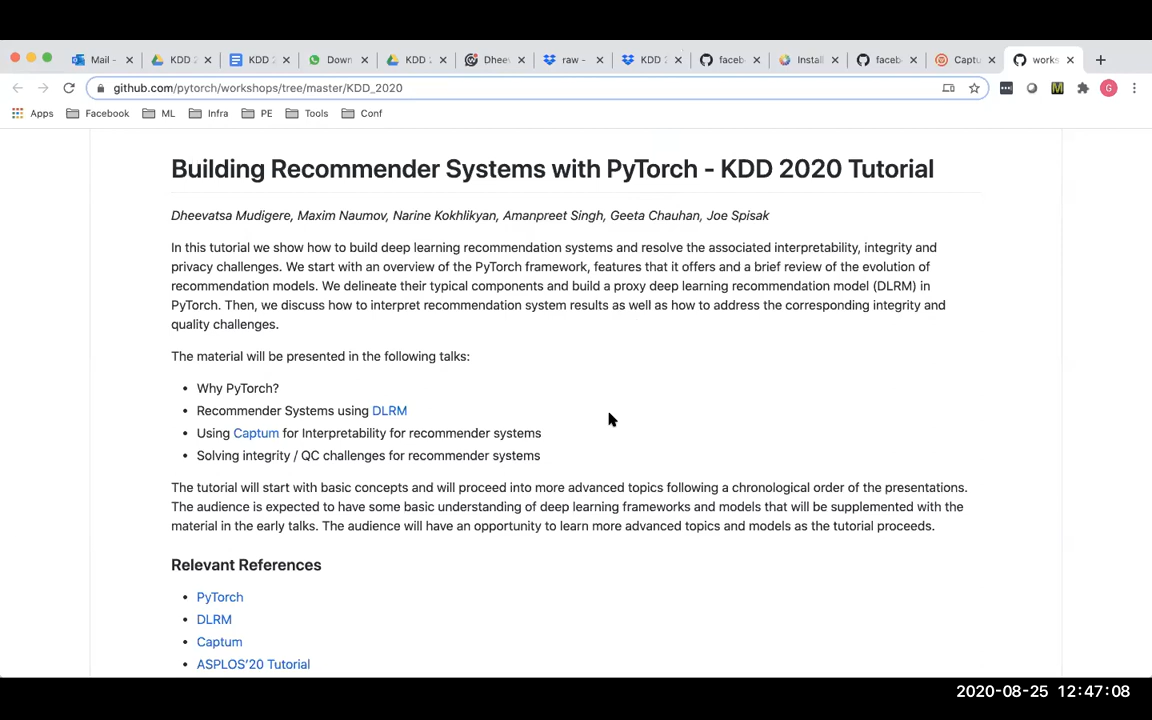 Mail -
KDD 2
KDD 2
Down
KDD 2
Dhee
raw -
KDD 2
faceb
Install
faceb
Captu
works
github.com/pytorch/workshops/tree/master/KDD_2020
G
Apps
Facebook
ML
Infra
PE
Tools
Conf
Building Recommender Systems with PyTorch - KDD 2020 Tutorial
Dheevatsa Mudigere, Maxim Naumov, Narine Kokhlikyan, Amanpreet Singh, Geeta Chauhan, Joe Spisak
In this tutorial we show how to build deep learning recommendation systems and resolve the associated interpretability, integrity and
privacy challenges. We start with an overview of the PyTorch framework, features that it offers and a brief review of the evolution of
recommendation models. We delineate their typical components and build a proxy deep learning recommendation model (DLRM) in
PyTorch. Then, we discuss how to interpret recommendation system results as well as how to address the corresponding integrity and
quality challenges.
The material will be presented in the following talks:
• Why PyTorch?
• Recommender Systems using DLRM
• Using Captum for Interpretability for recommender systems
• Solving integrity / QC challenges for recommender systems
The tutorial will start with basic concepts and will proceed into more advanced topics following a chronological order of the presentations.
The audience is expected to have some basic understanding of deep learning frameworks and models that will be supplemented with the
material in the early talks. The audience will have an opportunity to learn more advanced topics and models as the tutorial proceeds.
Relevant References
• PyTorch
• DLRM
• Captum
• ASPLOS'20 Tutorial
2020-08-25 12:47:08